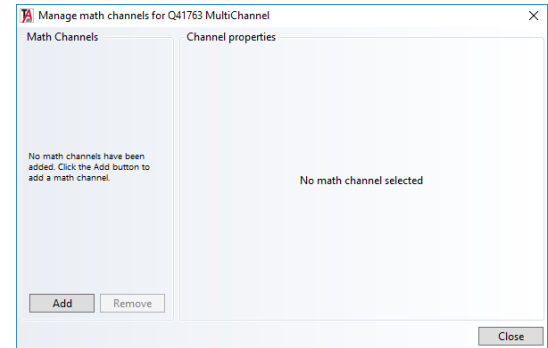 Manage math channels for Q41763 MultiChannel
Math Channels
Channel properties
No math channels have been
added. Click the Add button to
add a math channel.
No math channel selected
Add
Remove
Close